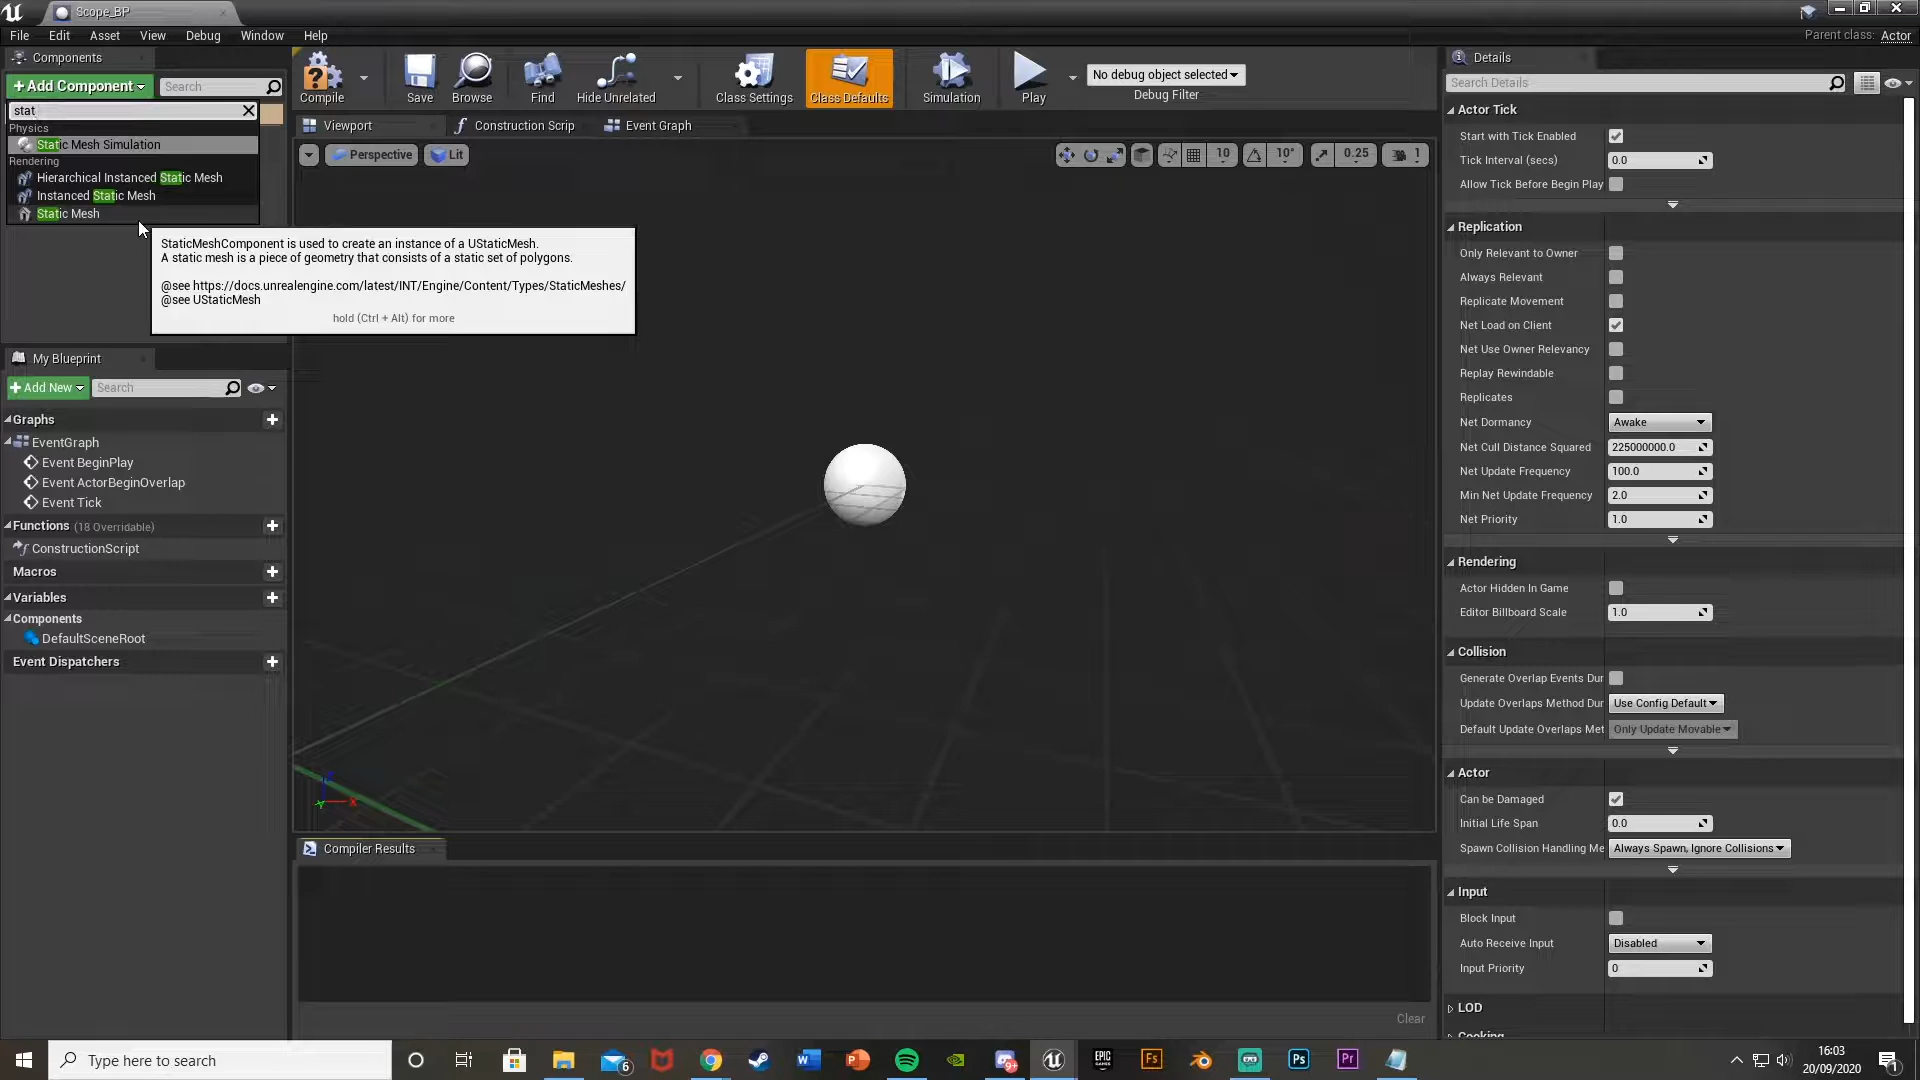 Scope_BP
File Edit Asset View Debug Window Help
Parent class: Actor
Components
+Add Component
Search
stat
Physics
Static Mesh Simulation
Rendering
Hierarchical Instanced Static Mesh
Instanced Static Mesh
Static Mesh
StaticMeshComponent is used to create an instance of a UStaticMesh.
A static mesh is a piece of geometry that consists of a static set of polygons.
@see https://docs.unrealengine.com/latest/INT/Engine/Content/Types/StaticMeshes/
@see UStaticMesh
hold (Ctrl + Alt) for more
Compile
Save
Browse
Find
Hide Unrelated
Class Settings
Class Defaults
Simulation
Play
No debug object selected
Debug Filter
Viewport
Construction Scrip
Event Graph
Perspective
Lit
10
10°
0.25
1
My Blueprint
+Add New
Search
Graphs
EventGraph
Event BeginPlay
Event ActorBeginOverlap
Event Tick
Functions (18 Overridable)
ConstructionScript
Macros
Variables
Components
DefaultSceneRoot
Event Dispatchers
X
Compiler Results
Clear
Details
Search Details
Actor Tick
Start with Tick Enabled
Tick Interval (secs) 0.0
Allow Tick Before Begin Play
Replication
Only Relevant to Owner
Always Relevant
Replicate Movement
Net Load on Client
Net Use Owner Relevancy
Replay Rewindable
Replicates
Net Dormancy Awake
Net Cull Distance Squared 225000000.0
Net Update Frequency 100.0
Min Net Update Frequency 2.0
Net Priority 1.0
Rendering
Actor Hidden In Game
Editor Billboard Scale 1.0
Collision
Generate Overlap Events Dur
Update Overlaps Method Dur Use Config Default
Default Update Overlaps Met Only Update Movable
Actor
Can be Damaged
Initial Life Span 0.0
Spawn Collision Handling Me Always Spawn, Ignore Collisions
Input
Block Input
Auto Receive Input Disabled
Input Priority 0
LOD
Cooking
Type here to search
6
W
P
9+
EPIC GAMES
Fs
Ps
Pr
16:03
20/09/2020
1